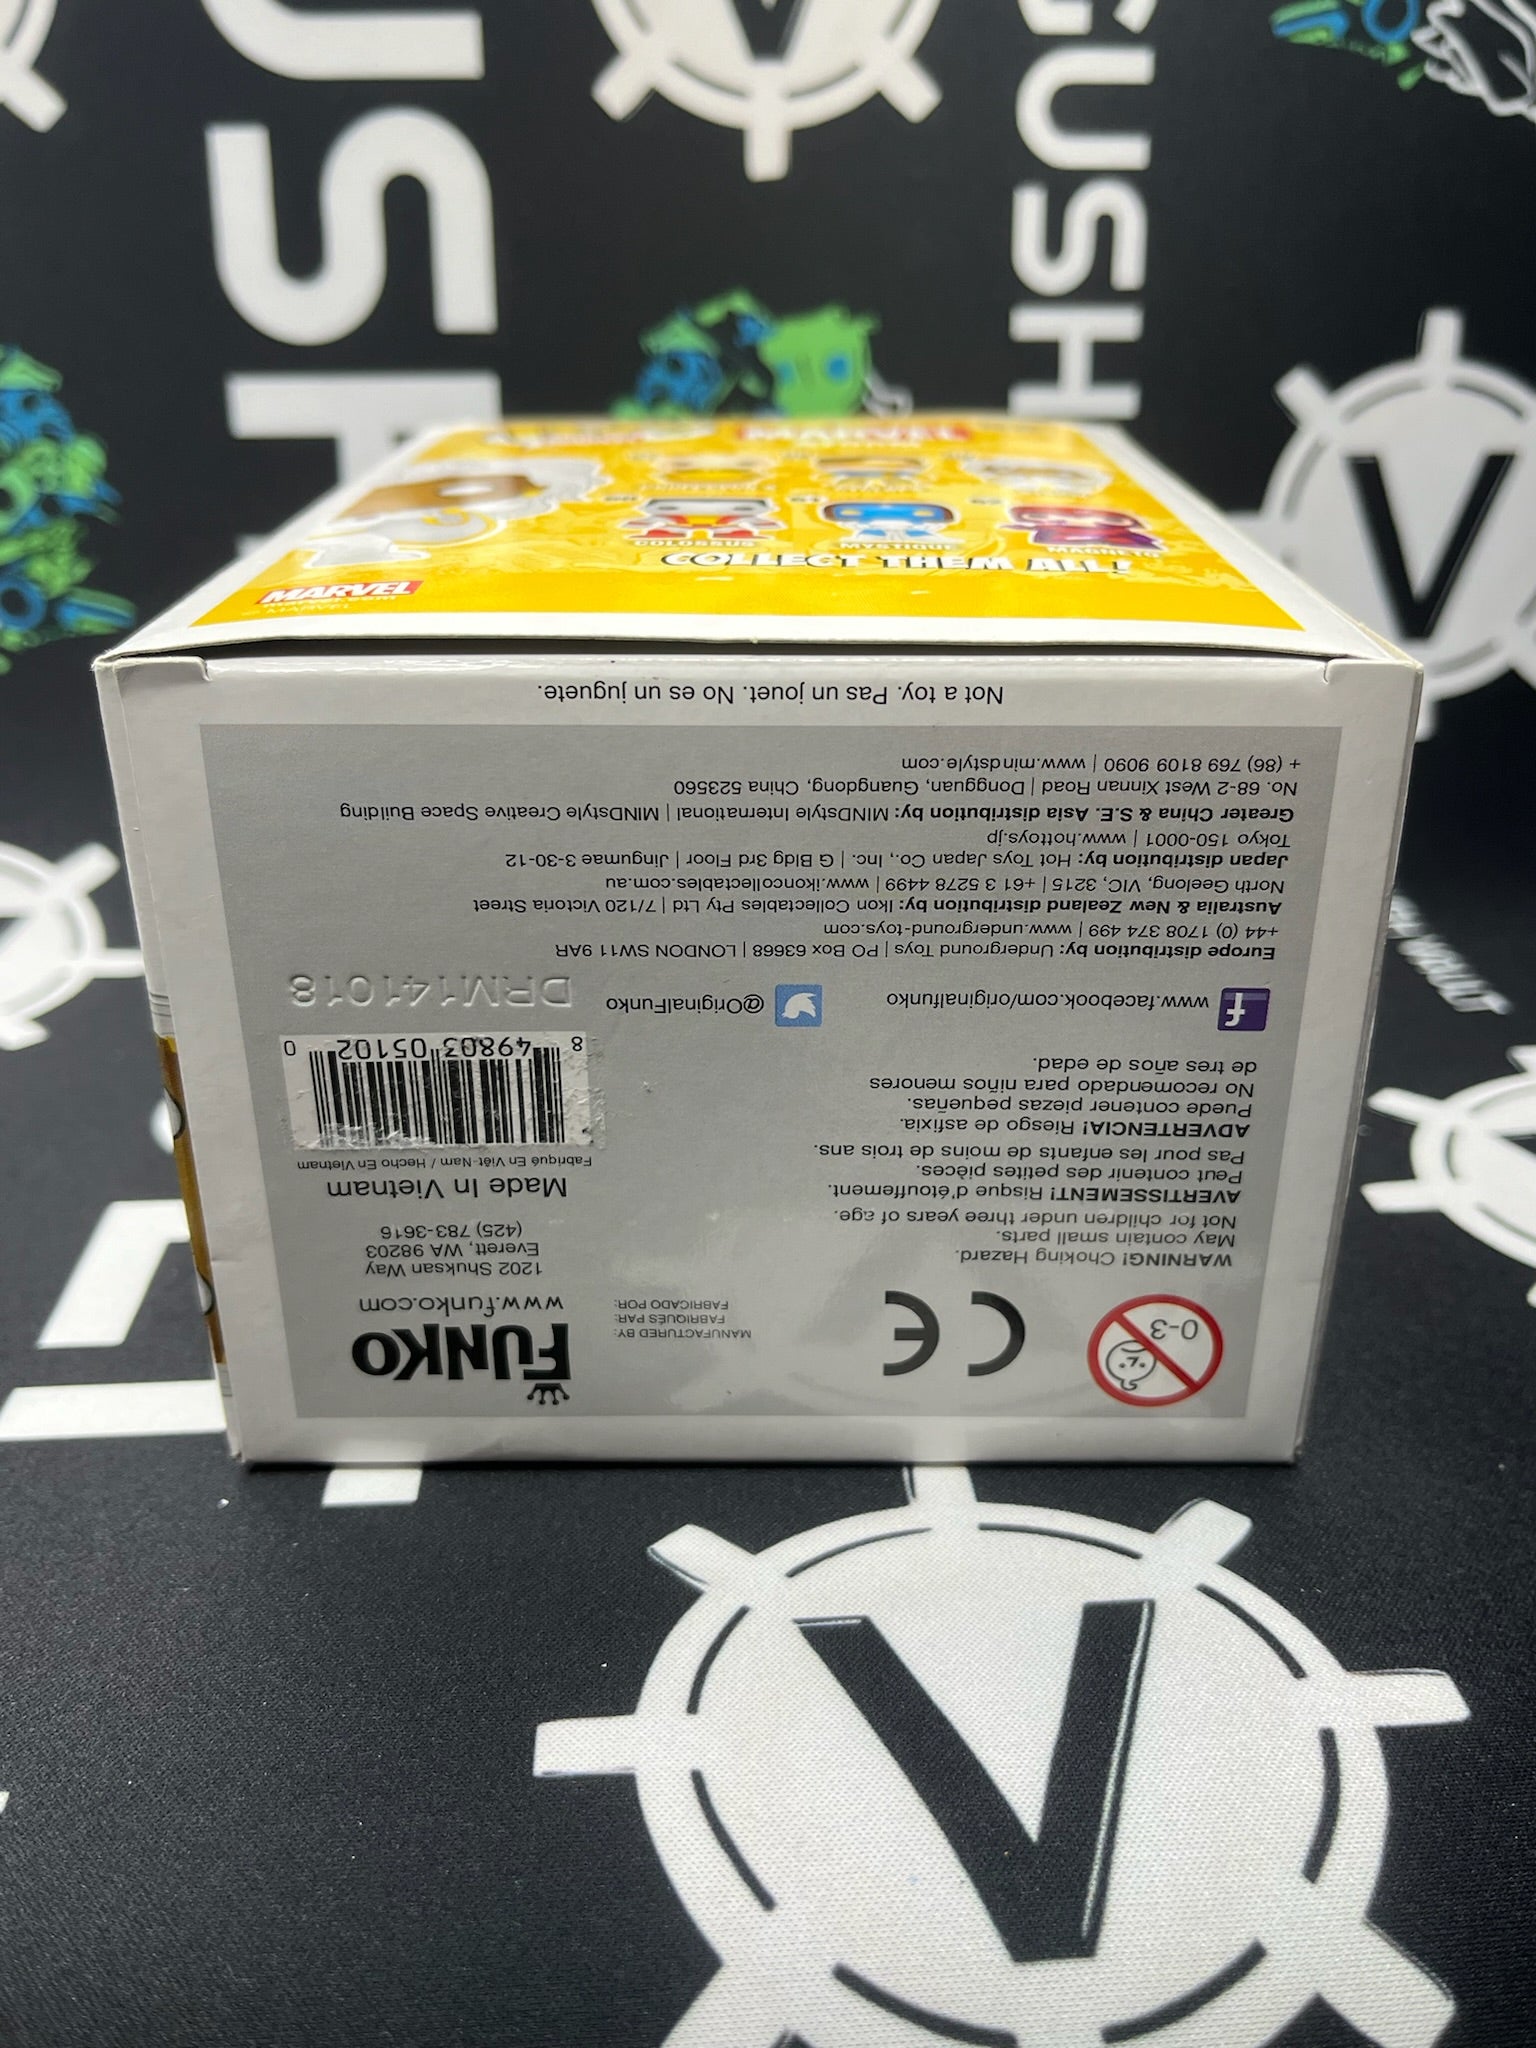 USH
GUSH
V
V
MARVEL
COLOSSUS
MYSTIQUE
MAGNETO
COLLECT THEM ALL!
MARVEL
marvel.com
MARVEL
VAULT
Not a toy. Pas un jouet. No es un juguete.
FUNKO
www.funko.com
1202 Shuksan Way
Everett, WA 98203
(425) 783-3616
Made In Vietnam
Fabriqué En Viêt-Nam / Hecho En Vietnam
8 49803 05102 0
DRM141018
MANUFACTURED BY:
FABRIQUÉS PAR:
FABRICADO POR:
CE
0-3
WARNING! Choking Hazard.
May contain small parts.
Not for children under three years of age.
AVERTISSEMENT! Risque d'étouffement.
Peut contenir des petites pièces.
Pas pour les enfants de moins de trois ans.
ADVERTENCIA! Riesgo de asfixia.
Puede contener piezas pequeñas.
No recomendado para niños menores
de tres años de edad.
f www.facebook.com/originalfunko
@OriginalFunko
Europe distribution by: Underground Toys | PO Box 63668 | LONDON SW11 9AR
+44 (0) 1708 374 499 | www.underground-toys.com
Australia & New Zealand distribution by: Ikon Collectables Pty Ltd | 7/120 Victoria Street
North Geelong, VIC, 3215 | +61 3 5278 4499 | www.ikoncollectables.com.au
Japan distribution by: Hot Toys Japan Co., Inc. | G Bldg 3rd Floor | Jingumae 3-30-12
Tokyo 150-0001 | www.hottoys.jp
Greater China & S.E. Asia distribution by: MINDstyle International | MINDstyle Creative Space Building
No. 68-2 West Xinnan Road | Dongguan, Guangdong, China 523560
+ (86) 769 8109 9090 | www.mindstyle.com
V